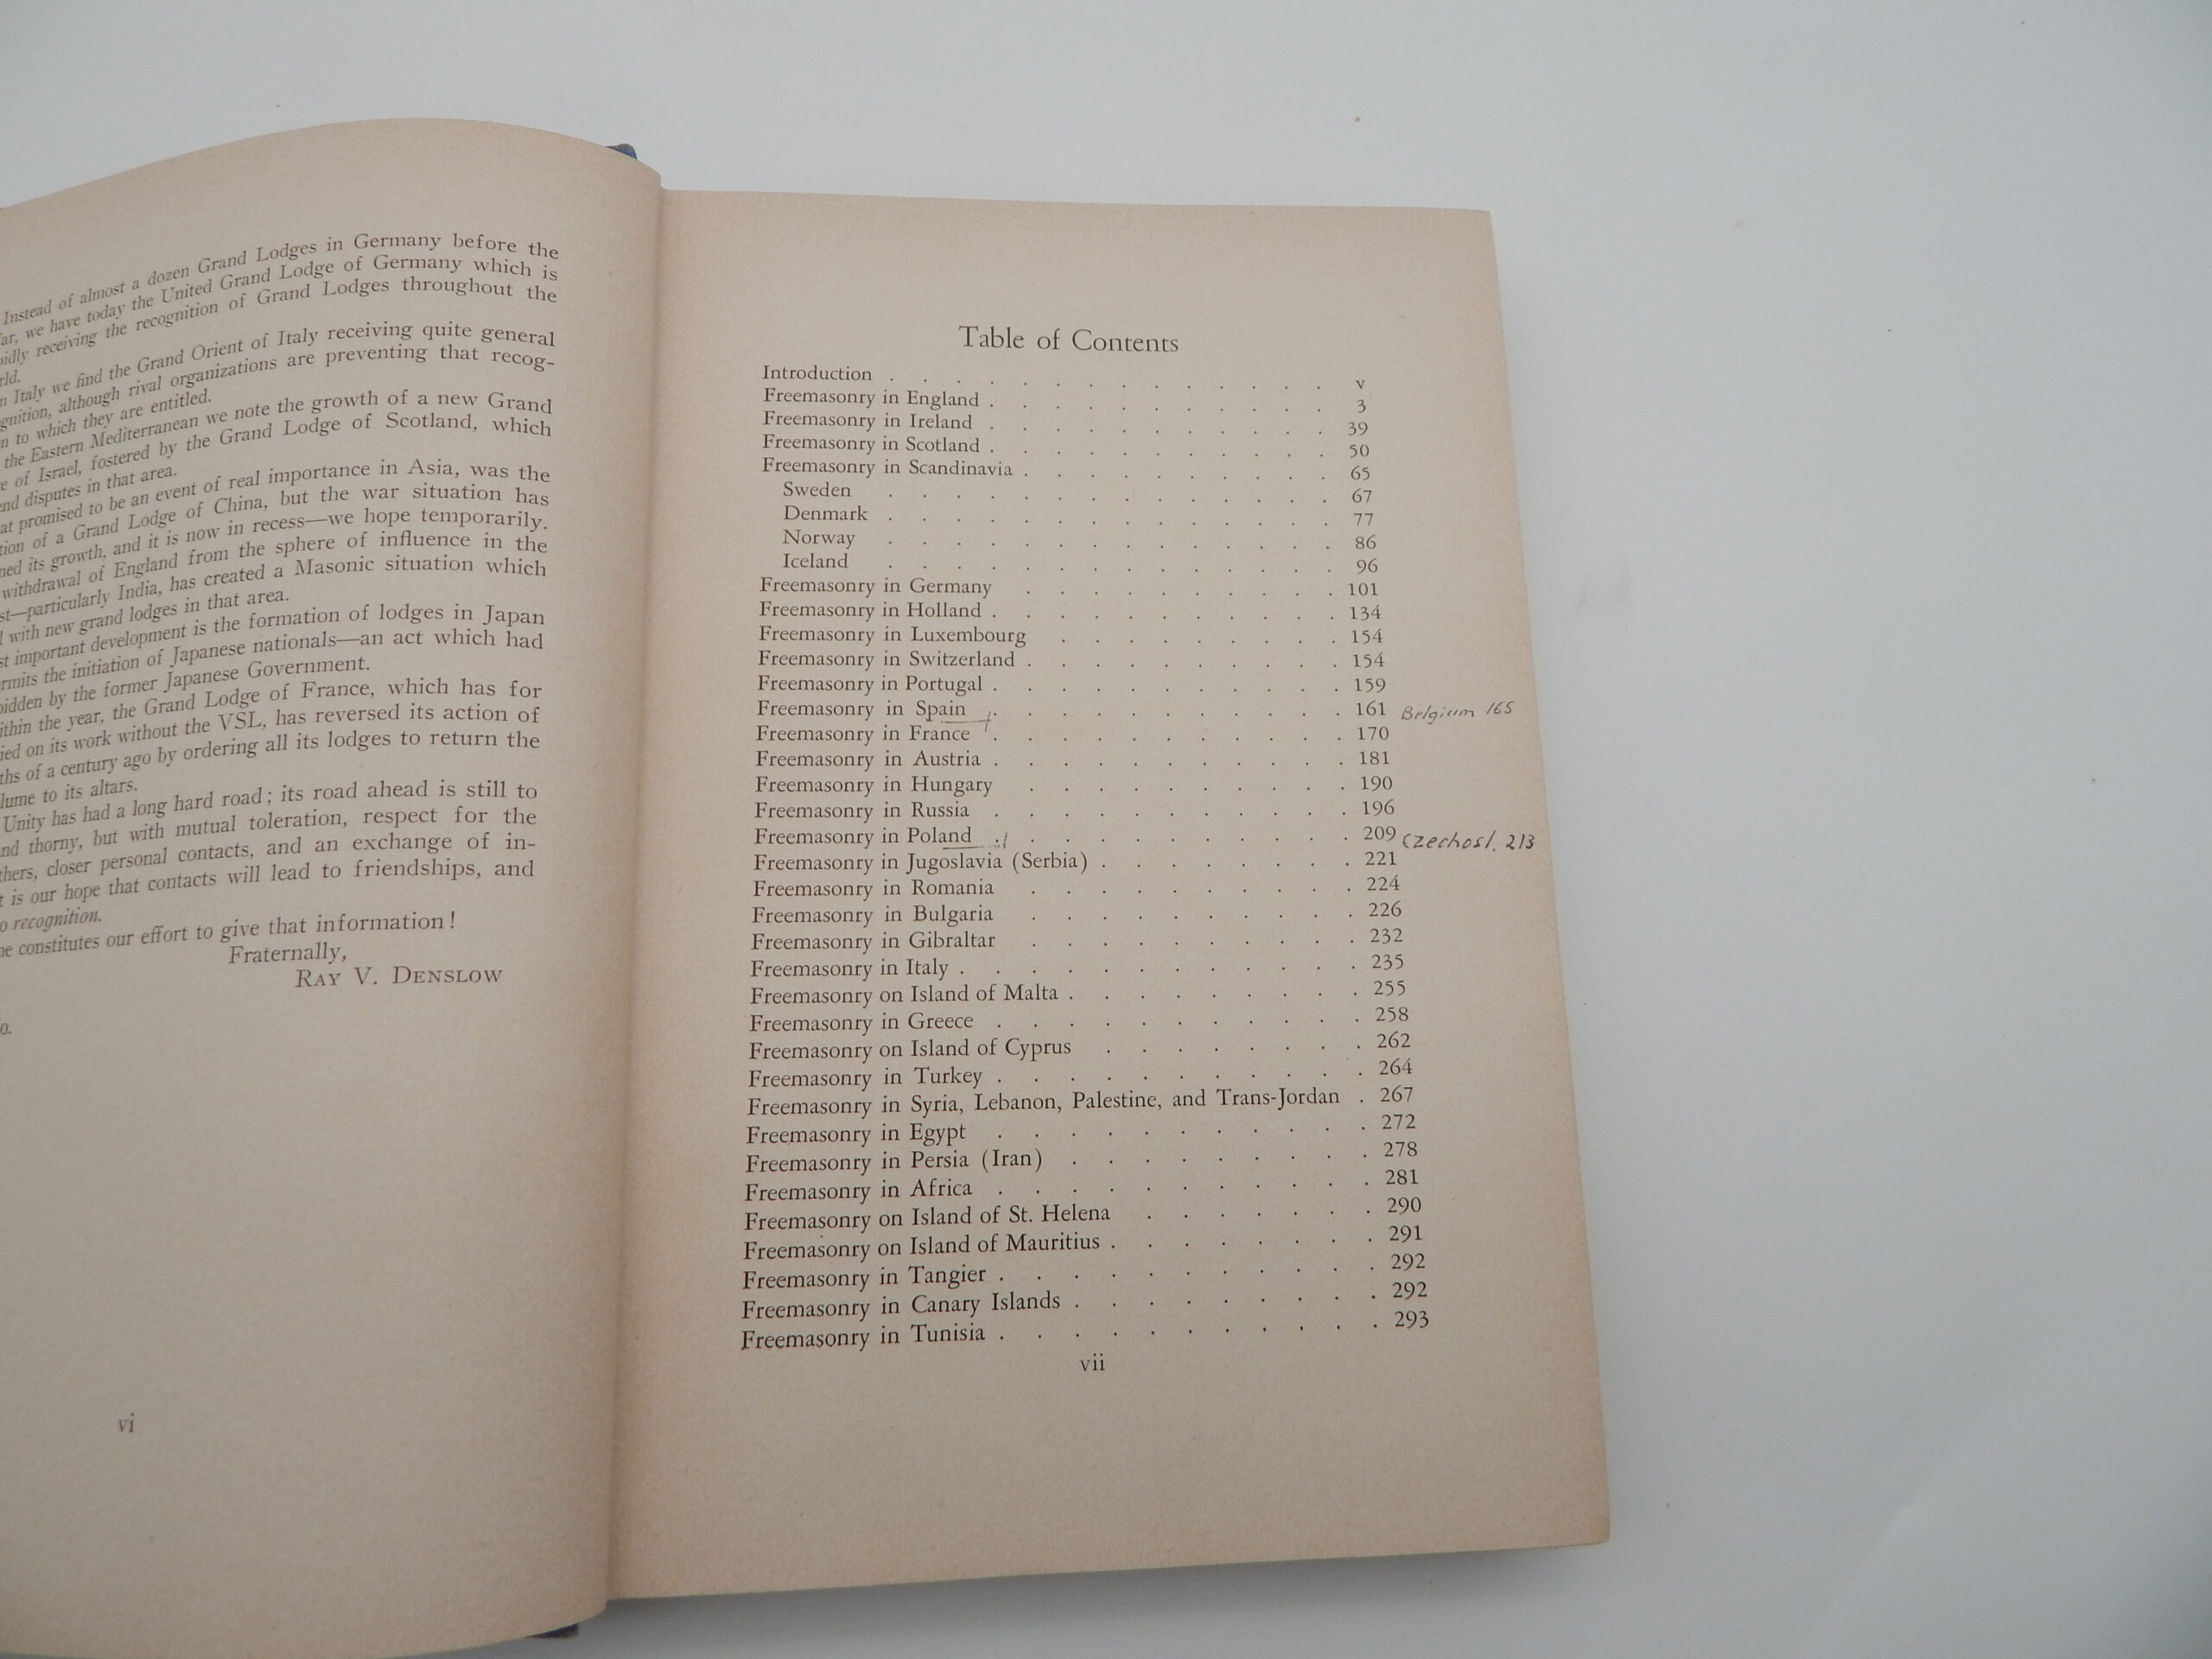 Instead of almost a dozen Grand Lodges in Germany before the
ar, we have today the United Grand Lodge of Germany which is
idly receiving the recognition of Grand Lodges throughout the
rld.
n Italy we find the Grand Orient of Italy receiving quite general
gnition, although rival organizations are preventing that recog-
n to which they are entitled.
the Eastern Mediterranean we note the growth of a new Grand
e of Israel, fostered by the Grand Lodge of Scotland, which
nd disputes in that area.
at promised to be an event of real importance in Asia, was the
tion of a Grand Lodge of China, but the war situation has
ned its growth, and it is now in recess—we hope temporarily.
withdrawal of England from the sphere of influence in the
st—particularly India, has created a Masonic situation which
l with new grand lodges in that area.
st important development is the formation of lodges in Japan
rmits the initiation of Japanese nationals—an act which had
bidden by the former Japanese Government.
ithin the year, the Grand Lodge of France, which has for
ied on its work without the VSL, has reversed its action of
ths of a century ago by ordering all its lodges to return the
lume to its altars.
Unity has had a long hard road; its road ahead is still to
nd thorny, but with mutual toleration, respect for the
thers, closer personal contacts, and an exchange of in-
t is our hope that contacts will lead to friendships, and
o recognition.
ne constitutes our effort to give that information!
Fraternally,
RAY V. DENSLOW
o.
vi
Table of Contents
Introduction . . . . . . . . . . . . . v
Freemasonry in England . . . . . . . . . . 3
Freemasonry in Ireland . . . . . . . . . . 39
Freemasonry in Scotland . . . . . . . . . . 50
Freemasonry in Scandinavia . . . . . . . . . 65
Sweden . . . . . . . . . . . . . 67
Denmark . . . . . . . . . . . . . 77
Norway . . . . . . . . . . . . . 86
Iceland . . . . . . . . . . . . . 96
Freemasonry in Germany . . . . . . . . . 101
Freemasonry in Holland . . . . . . . . . . 134
Freemasonry in Luxembourg . . . . . . . . 154
Freemasonry in Switzerland . . . . . . . . . 154
Freemasonry in Portugal . . . . . . . . . . 159
Freemasonry in Spain . . . . . . . . . . 161 Belgium 165
Freemasonry in France . . . . . . . . . . 170
Freemasonry in Austria . . . . . . . . . . 181
Freemasonry in Hungary . . . . . . . . . 190
Freemasonry in Russia . . . . . . . . . . 196
Freemasonry in Poland . . . . . . . . . . 209 Czechosl. 213
Freemasonry in Jugoslavia (Serbia) . . . . . . . 221
Freemasonry in Romania . . . . . . . . . 224
Freemasonry in Bulgaria . . . . . . . . . 226
Freemasonry in Gibraltar . . . . . . . . . 232
Freemasonry in Italy . . . . . . . . . . . 235
Freemasonry on Island of Malta . . . . . . . . 255
Freemasonry in Greece . . . . . . . . . . 258
Freemasonry on Island of Cyprus . . . . . . . 262
Freemasonry in Turkey . . . . . . . . . . 264
Freemasonry in Syria, Lebanon, Palestine, and Trans-Jordan . 267
Freemasonry in Egypt . . . . . . . . . . 272
Freemasonry in Persia (Iran) . . . . . . . . 278
Freemasonry in Africa . . . . . . . . . . 281
Freemasonry on Island of St. Helena . . . . . . 290
Freemasonry on Island of Mauritius . . . . . . . 291
Freemasonry in Tangier . . . . . . . . . . 292
Freemasonry in Canary Islands . . . . . . . . 292
Freemasonry in Tunisia . . . . . . . . . . 293
vii